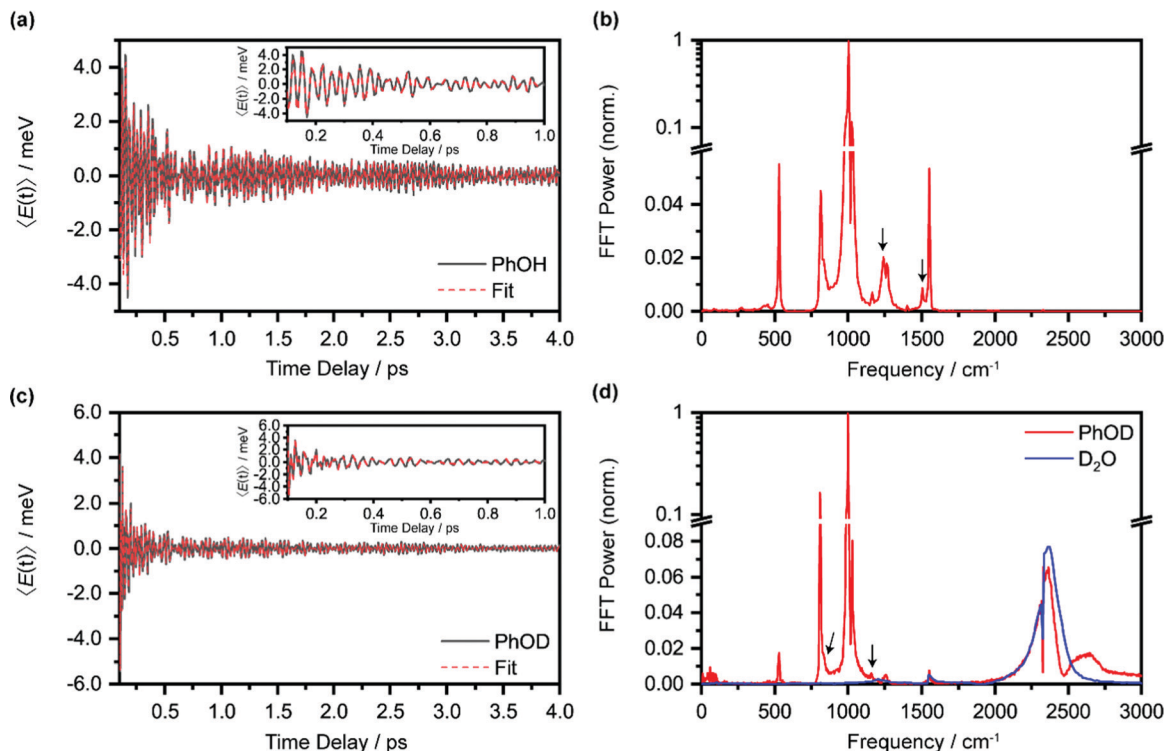 (a)
⟨E(t)⟩ / meV
4.0
2.0
0.0
-2.0
-4.0
0.5 1.0 1.5 2.0 2.5 3.0 3.5 4.0
Time Delay / ps
PhOH
Fit
⟨E(t)⟩ / meV
4.0
2.0
0.0
-2.0
-4.0
0.2 0.4 0.6 0.8 1.0
Time Delay / ps
(b)
FFT Power (norm.)
1
0.1
0.04
0.02
0.00
0 500 1000 1500 2000 2500 3000
Frequency / cm⁻¹
(c)
⟨E(t)⟩ / meV
6.0
4.0
2.0
0.0
-2.0
-4.0
-6.0
0.5 1.0 1.5 2.0 2.5 3.0 3.5 4.0
Time Delay / ps
PhOD
Fit
⟨E(t)⟩ / meV
6.0
4.0
2.0
0.0
-2.0
-4.0
-6.0
0.2 0.4 0.6 0.8 1.0
Time Delay / ps
(d)
FFT Power (norm.)
1
0.1
0.08
0.06
0.04
0.02
0.00
0 500 1000 1500 2000 2500 3000
Frequency / cm⁻¹
PhOD
D₂O